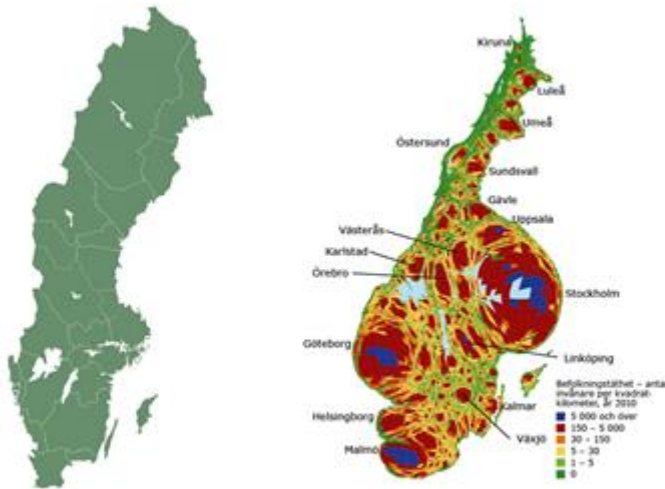 Kiruna
Luleå
Umeå
Östersund
Sundsvall
Gävle
Uppsala
Västerås
Karlstad
Örebro
Stockholm
Göteborg
Linköping
Helsingborg
Kalmar
Växjö
Malmö
Befolkningstäthet – anta
invånare per kvadrat-
kilometer, år 2010
5 000 och över
150 – 5 000
30 – 150
5 – 30
1 – 5
0